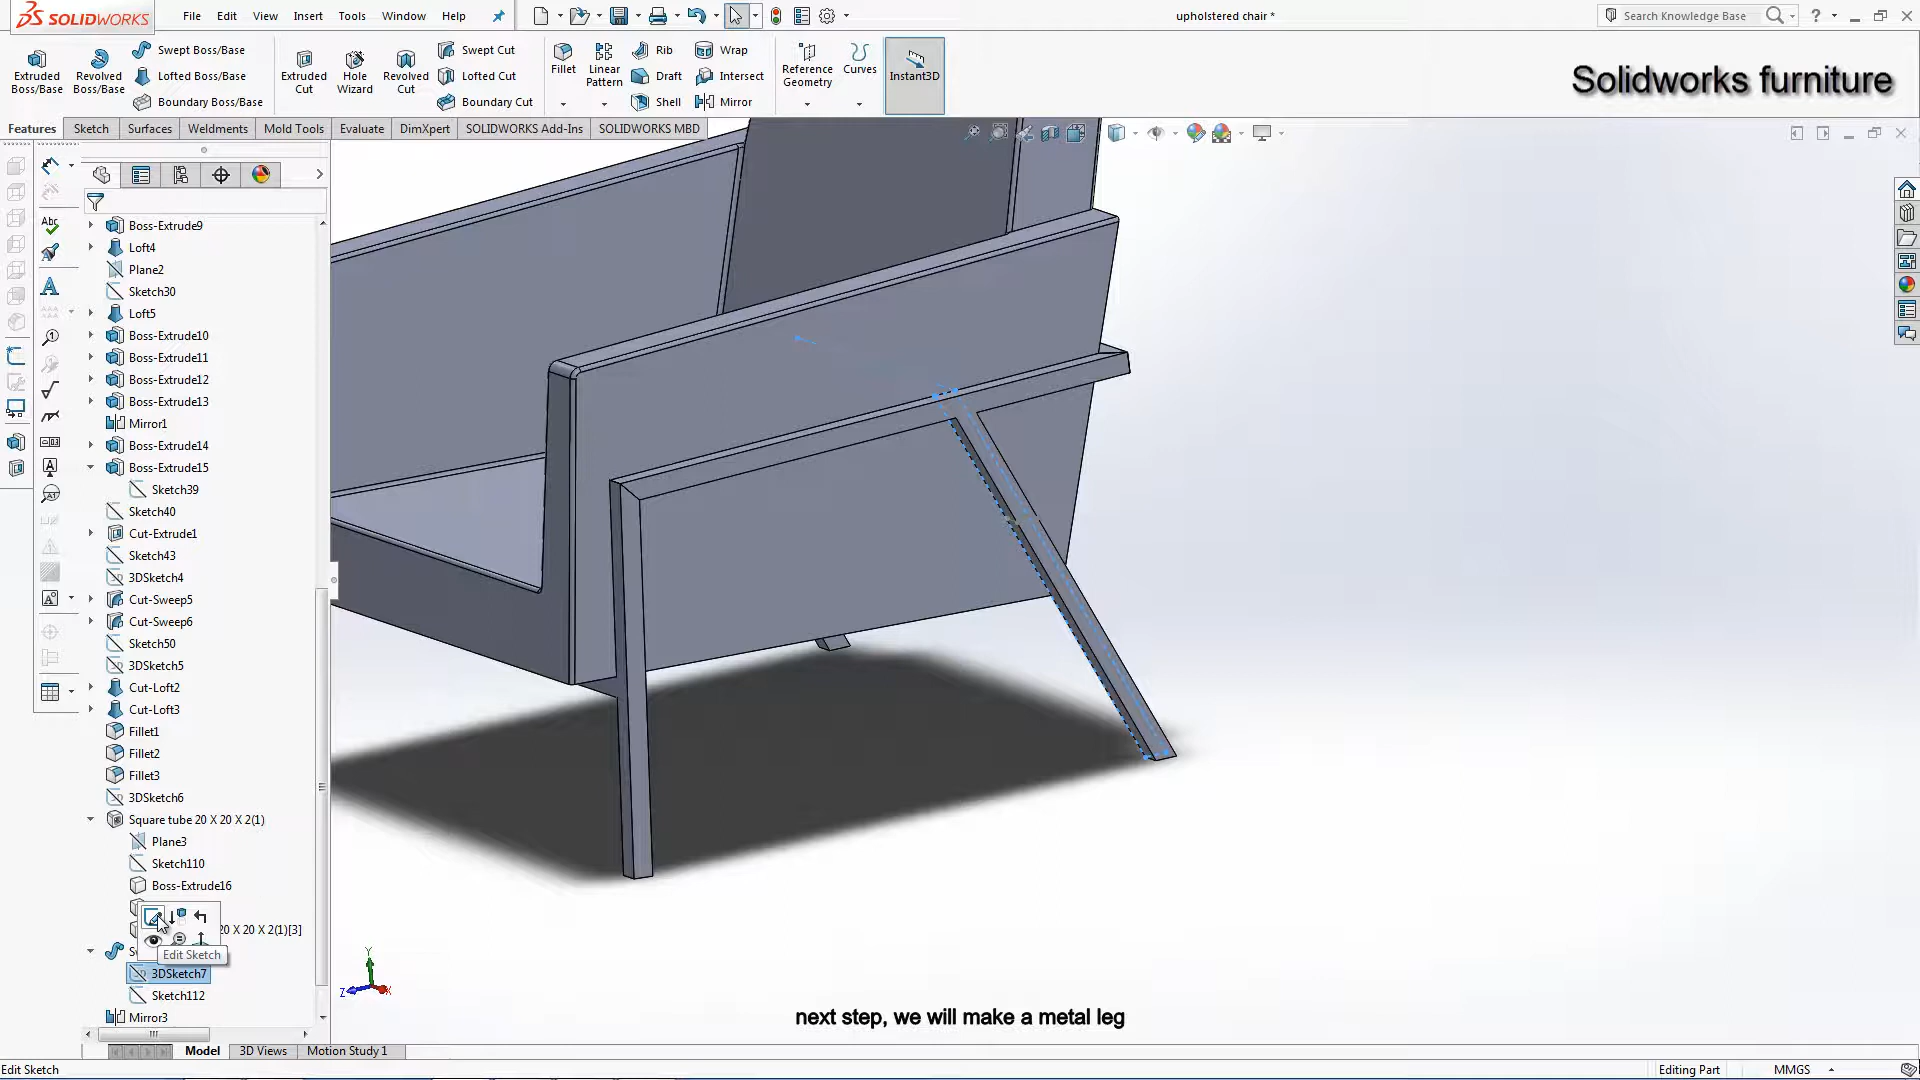 SOLIDWORKS
File Edit View Insert Tools Window Help
upholstered chair *
Search Knowledge Base
?
Extruded Boss/Base
Revolved Boss/Base
Swept Boss/Base
Lofted Boss/Base
Boundary Boss/Base
Extruded Cut
Hole Wizard
Revolved Cut
Swept Cut
Lofted Cut
Boundary Cut
Fillet
Linear Pattern
Rib
Draft
Shell
Wrap
Intersect
Mirror
Reference Geometry
Curves
Instant3D
Solidworks furniture
Features Sketch Surfaces Weldments Mold Tools Evaluate DimXpert SOLIDWORKS Add-Ins SOLIDWORKS MBD
Boss-Extrude9
Loft4
Plane2
Sketch30
Loft5
Boss-Extrude10
Boss-Extrude11
Boss-Extrude12
Boss-Extrude13
Mirror1
Boss-Extrude14
Boss-Extrude15
Sketch39
Sketch40
Cut-Extrude1
Sketch43
3DSketch4
Cut-Sweep5
Cut-Sweep6
Sketch50
3DSketch5
Cut-Loft2
Cut-Loft3
Fillet1
Fillet2
Fillet3
3DSketch6
Square tube 20 X 20 X 2(1)
Plane3
Sketch110
Boss-Extrude16
20 X 20 X 2(1)[3]
Edit Sketch
3DSketch7
Sketch112
Mirror3
Y
Z
X
next step, we will make a metal leg
Model 3D Views Motion Study 1
Edit Sketch
Editing Part
MMGS